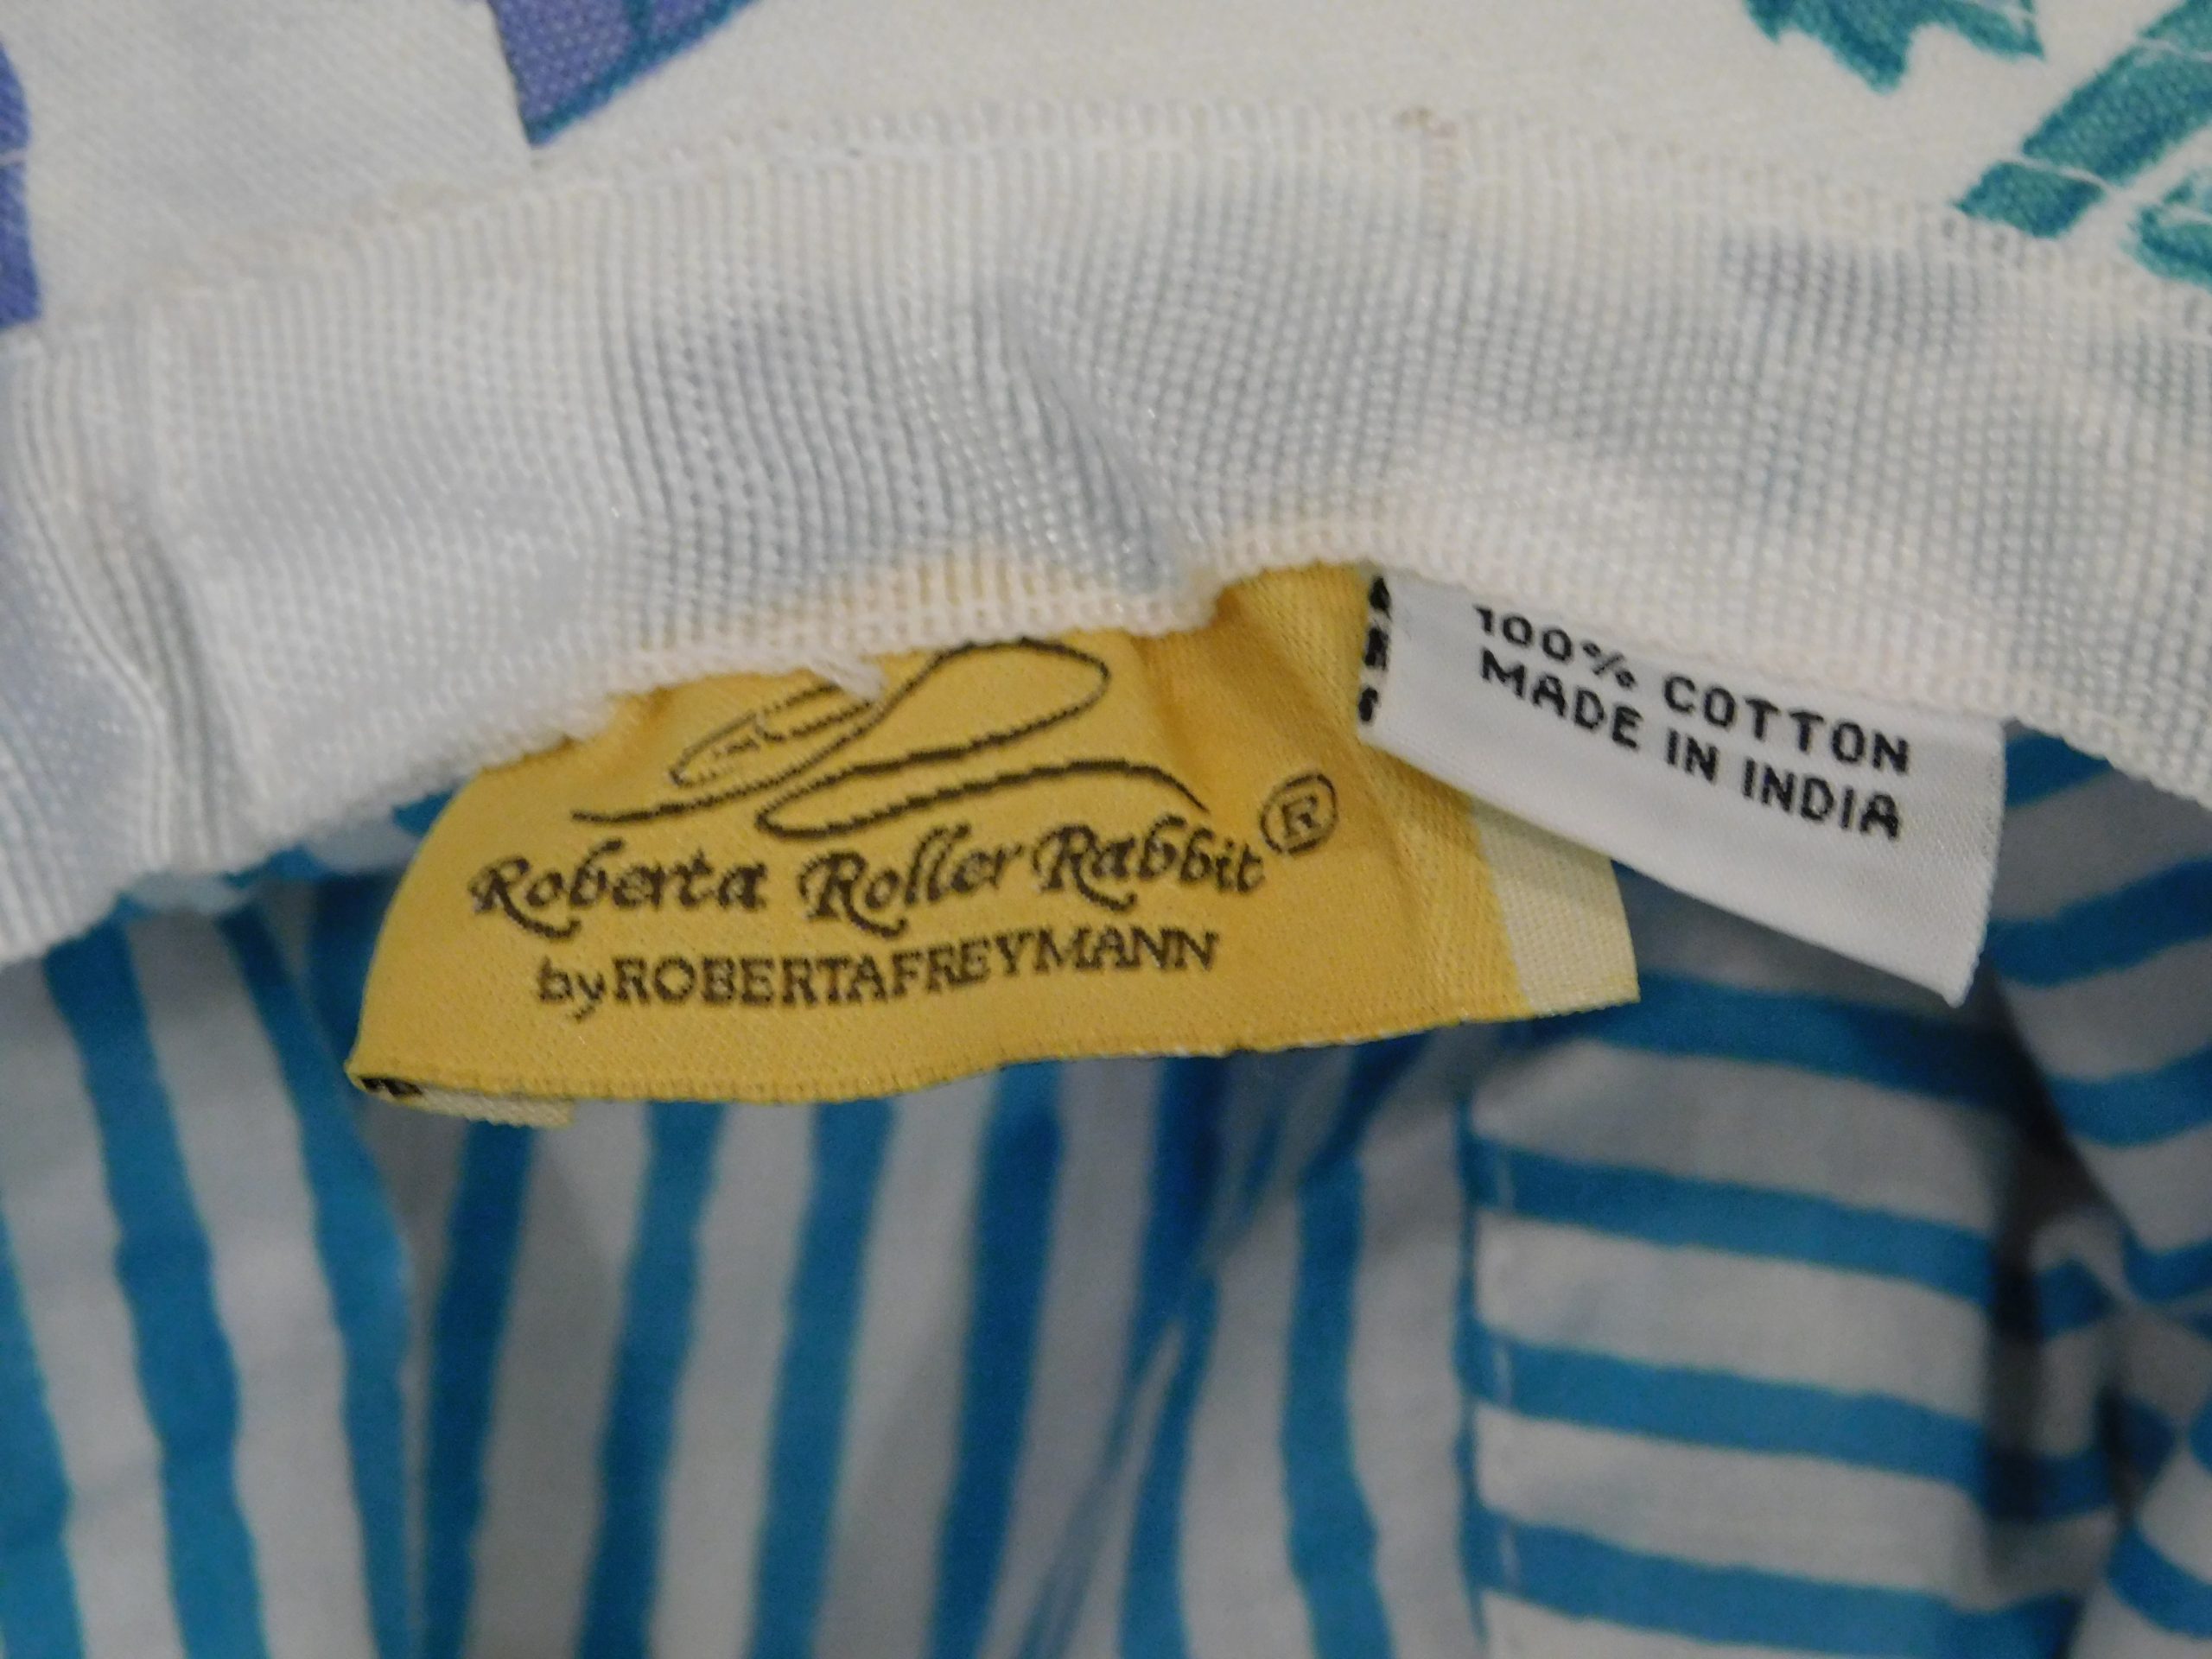 Roberta Roller Rabbit®
by ROBERTAFREYMANN
100% COTTON
MADE IN INDIA